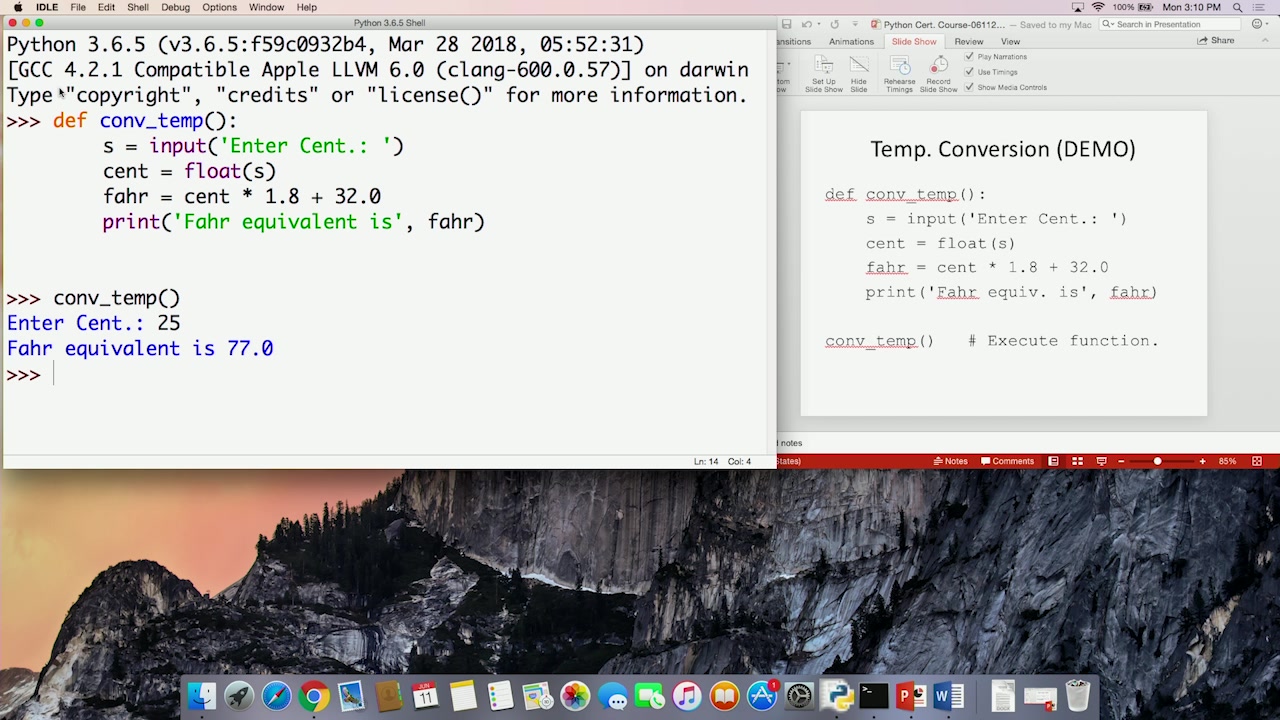 IDLE File Edit Shell Debug Options Window Help
100% Mon 3:10 PM
Python 3.6.5 Shell
Python 3.6.5 (v3.6.5:f59c0932b4, Mar 28 2018, 05:52:31)
[GCC 4.2.1 Compatible Apple LLVM 6.0 (clang-600.0.57)] on darwin
Type "copyright", "credits" or "license()" for more information.
>>> def conv_temp():
s = input('Enter Cent.: ')
cent = float(s)
fahr = cent * 1.8 + 32.0
print('Fahr equivalent is', fahr)
>>> conv_temp()
Enter Cent.: 25
Fahr equivalent is 77.0
>>>
Ln: 14 Col: 4
Python Cert. Course-06112... — Saved to my Mac
Search in Presentation
nsitions Animations Slide Show Review View
Share
Set Up
Slide Show
Hide
Slide
Rehearse
Timings
Record
Slide Show
Play Narrations
Use Timings
Show Media Controls
Temp. Conversion (DEMO)
def conv_temp():
s = input('Enter Cent.: ')
cent = float(s)
fahr = cent * 1.8 + 32.0
print('Fahr equiv. is', fahr)
conv_temp() # Execute function.
notes
States) Notes Comments 85%
JUN
11
1